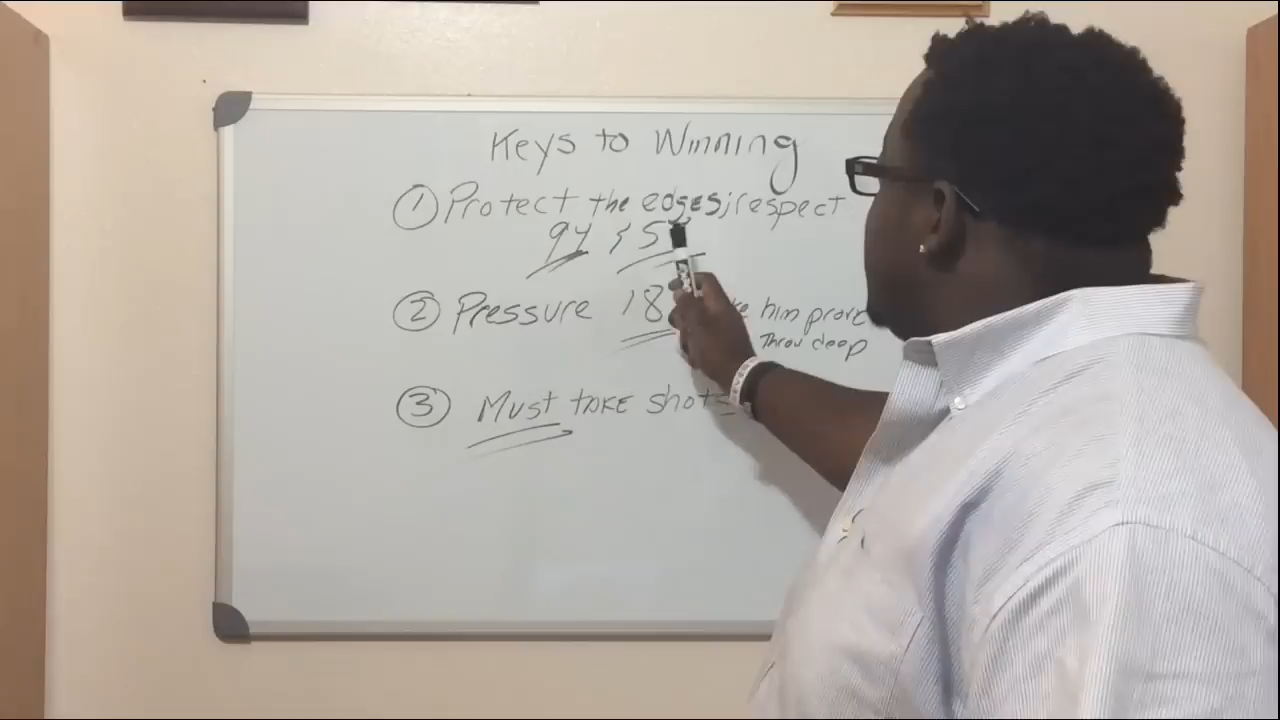 Keys to Winning
① Protect the edges; respect
94 & 5
② Pressure 18 him prove
Throw deep
③ Must take shots